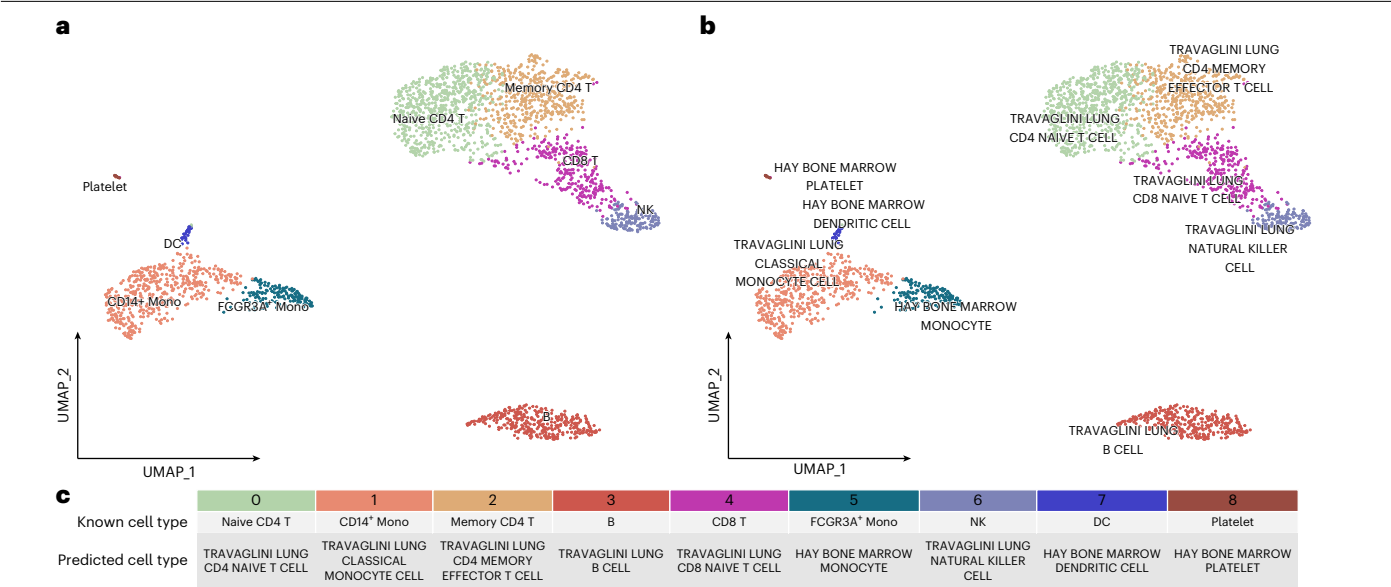 a
Memory CD4 T
Naive CD4 T
CD8 T
Platelet
NK
DC
CD14+ Mono
FCGR3A+ Mono
B
UMAP_2
UMAP_1
b
TRAVAGLINI LUNG
CD4 MEMORY
EFFECTOR T CELL
TRAVAGLINI LUNG
CD4 NAIVE T CELL
HAY BONE MARROW
PLATELET
TRAVAGLINI LUNG
CD8 NAIVE T CELL
HAY BONE MARROW
DENDRITIC CELL
TRAVAGLINI LUNG
NATURAL KILLER
CELL
TRAVAGLINI LUNG
CLASSICAL
MONOCYTE CELL
HAY BONE MARROW
MONOCYTE
TRAVAGLINI LUNG
B CELL
UMAP_2
UMAP_1
c
0 1 2 3 4 5 6 7 8
Known cell type Naive CD4 T CD14+ Mono Memory CD4 T B CD8 T FCGR3A+ Mono NK DC Platelet
Predicted cell type
TRAVAGLINI LUNG
CD4 NAIVE T CELL
TRAVAGLINI LUNG
CLASSICAL
MONOCYTE CELL
TRAVAGLINI LUNG
CD4 MEMORY
EFFECTOR T CELL
TRAVAGLINI LUNG
B CELL
TRAVAGLINI LUNG
CD8 NAIVE T CELL
HAY BONE MARROW
MONOCYTE
TRAVAGLINI LUNG
NATURAL KILLER
CELL
HAY BONE MARROW
DENDRITIC CELL
HAY BONE MARROW
PLATELET